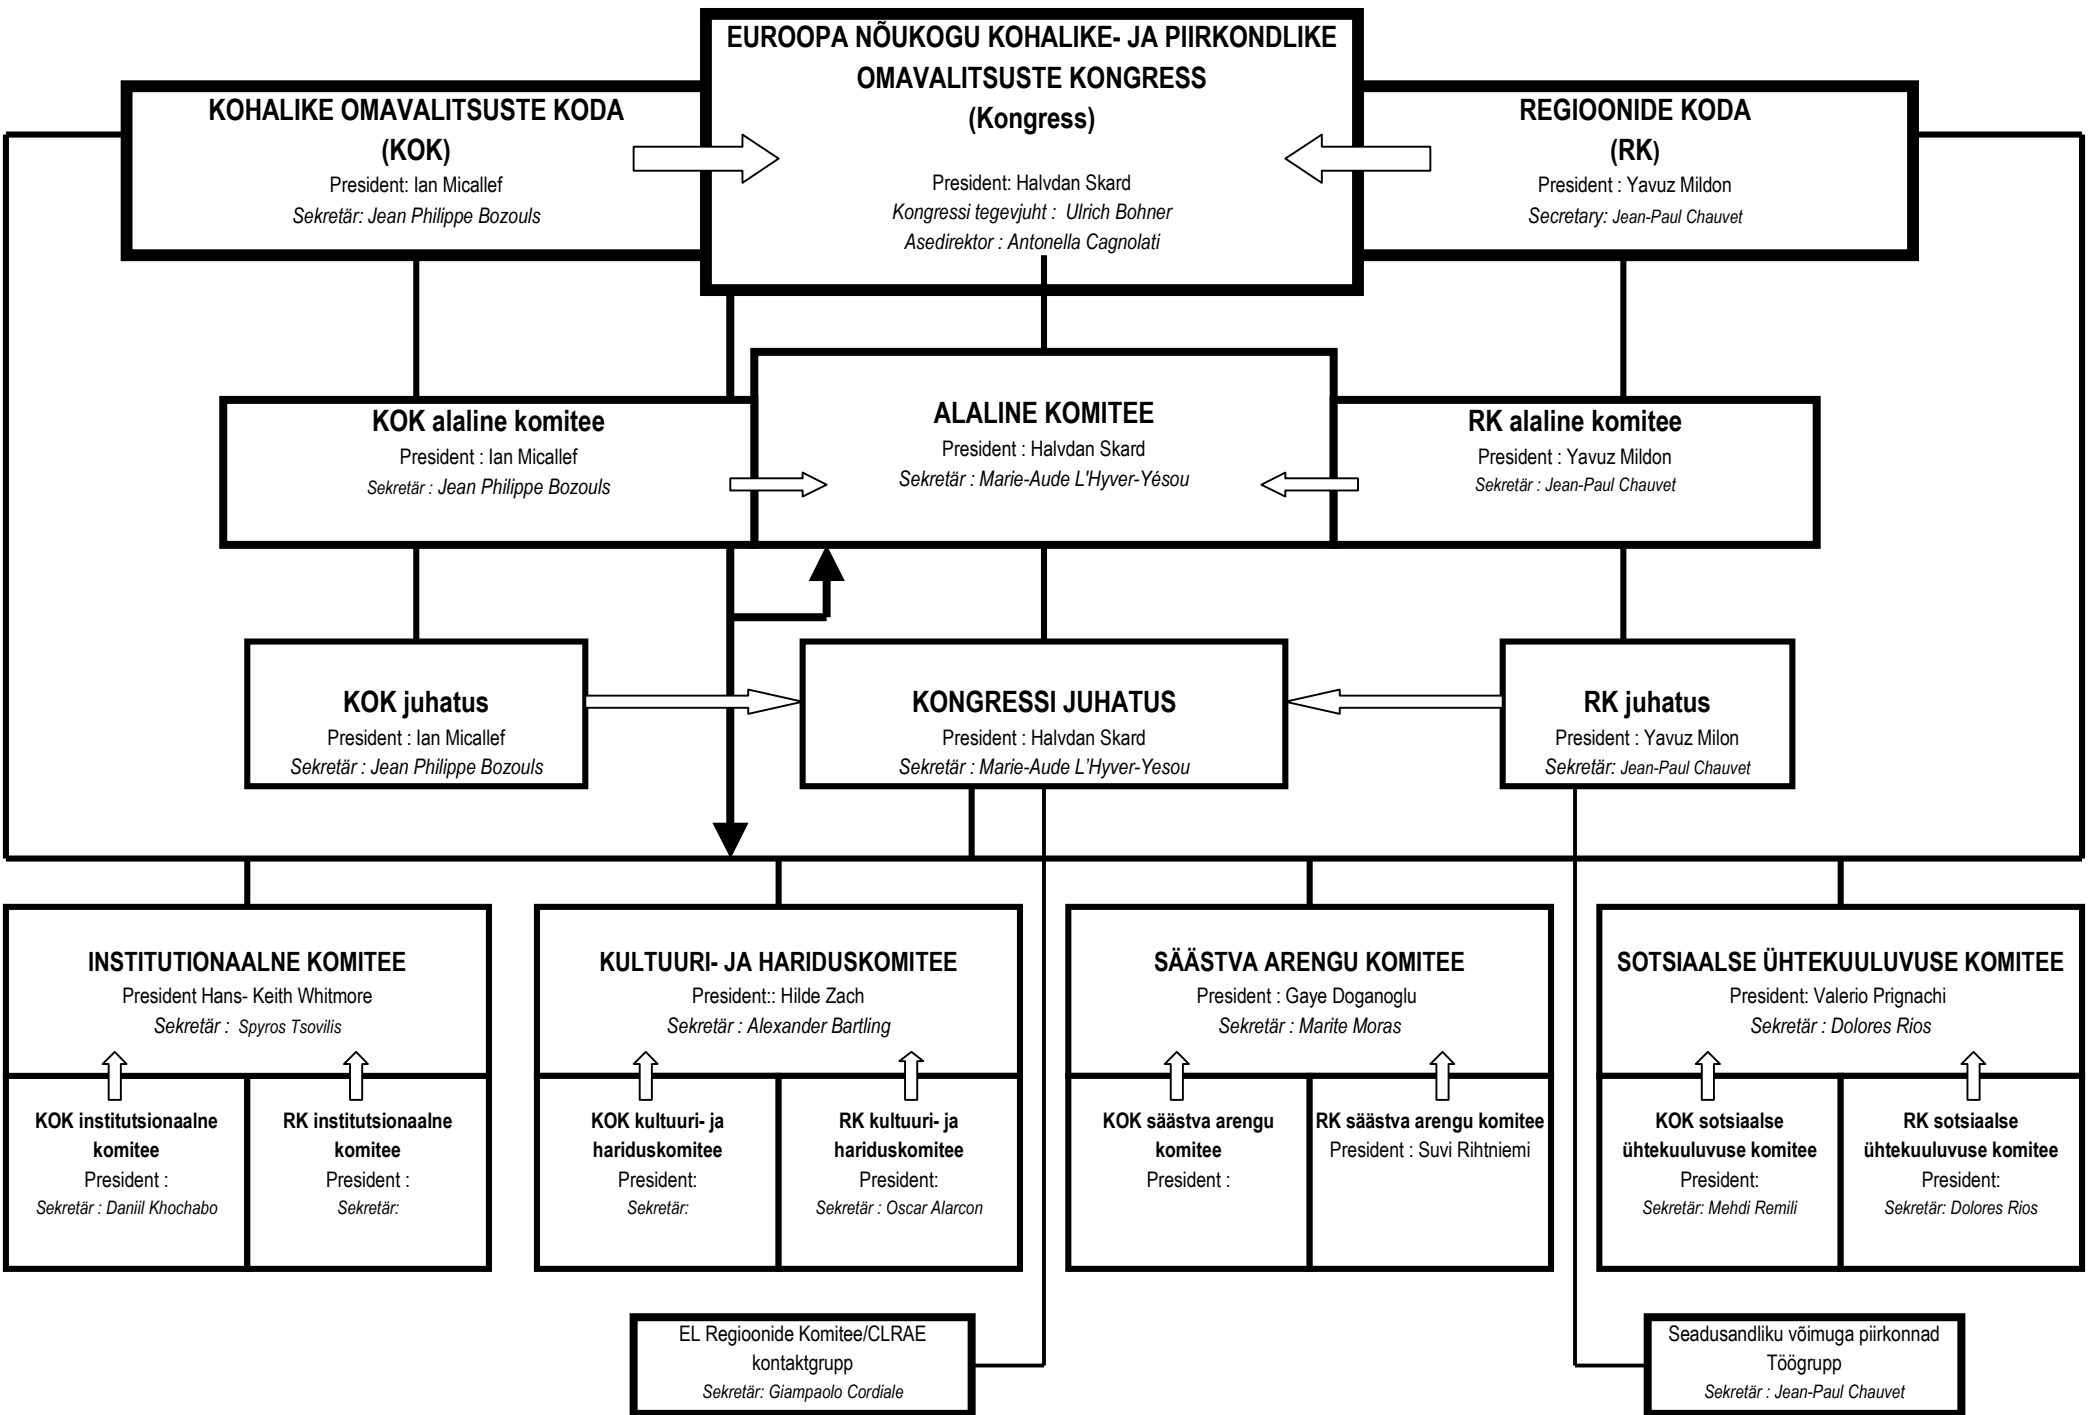 EUROOPA NÕUKOGU KOHALIKE- JA PIIRKONDLIKE
OMAVALITSUSTE KONGRESS
(Kongress)
President: Halvdan Skard
Kongressi tegevjuht : Ulrich Bohner
Asedirektor : Antonella Cagnolati
KOHALIKE OMAVALITSUSTE KODA
(KOK)
President: Ian Micallef
Sekretär: Jean Philippe Bozouls
REGIOONIDE KODA
(RK)
President : Yavuz Mildon
Secretary: Jean-Paul Chauvet
KOK alaline komitee
President : Ian Micallef
Sekretär : Jean Philippe Bozouls
ALALINE KOMITEE
President : Halvdan Skard
Sekretär : Marie-Aude L'Hyver-Yésou
RK alaline komitee
President : Yavuz Mildon
Sekretär : Jean-Paul Chauvet
KOK juhatus
President : Ian Micallef
Sekretär : Jean Philippe Bozouls
KONGRESSI JUHATUS
President : Halvdan Skard
Sekretär : Marie-Aude L’Hyver-Yesou
RK juhatus
President : Yavuz Milon
Sekretär: Jean-Paul Chauvet
INSTITUTIONAALNE KOMITEE
President Hans- Keith Whitmore
Sekretär : Spyros Tsovilis
KOK institutsionaalne
komitee
President :
Sekretär : Daniil Khochabo
RK institutsionaalne
komitee
President :
Sekretär:
KULTUURI- JA HARIDUSKOMITEE
President:: Hilde Zach
Sekretär : Alexander Bartling
KOK kultuuri- ja
hariduskomitee
President:
Sekretär:
RK kultuuri- ja
hariduskomitee
President:
Sekretär : Oscar Alarcon
SÄÄSTVA ARENGU KOMITEE
President : Gaye Doganoglu
Sekretär : Marite Moras
KOK säästva arengu
komitee
President :
RK säästva arengu komitee
President : Suvi Rihtniemi
SOTSIAALSE ÜHTEKUULUVUSE KOMITEE
President: Valerio Prignachi
Sekretär : Dolores Rios
KOK sotsiaalse
ühtekuuluvuse komitee
President:
Sekretär: Mehdi Remili
RK sotsiaalse
ühtekuuluvuse komitee
President:
Sekretär: Dolores Rios
EL Regioonide Komitee/CLRAE
kontaktgrupp
Sekretär: Giampaolo Cordiale
Seadusandliku võimuga piirkonnad
Töögrupp
Sekretär : Jean-Paul Chauvet